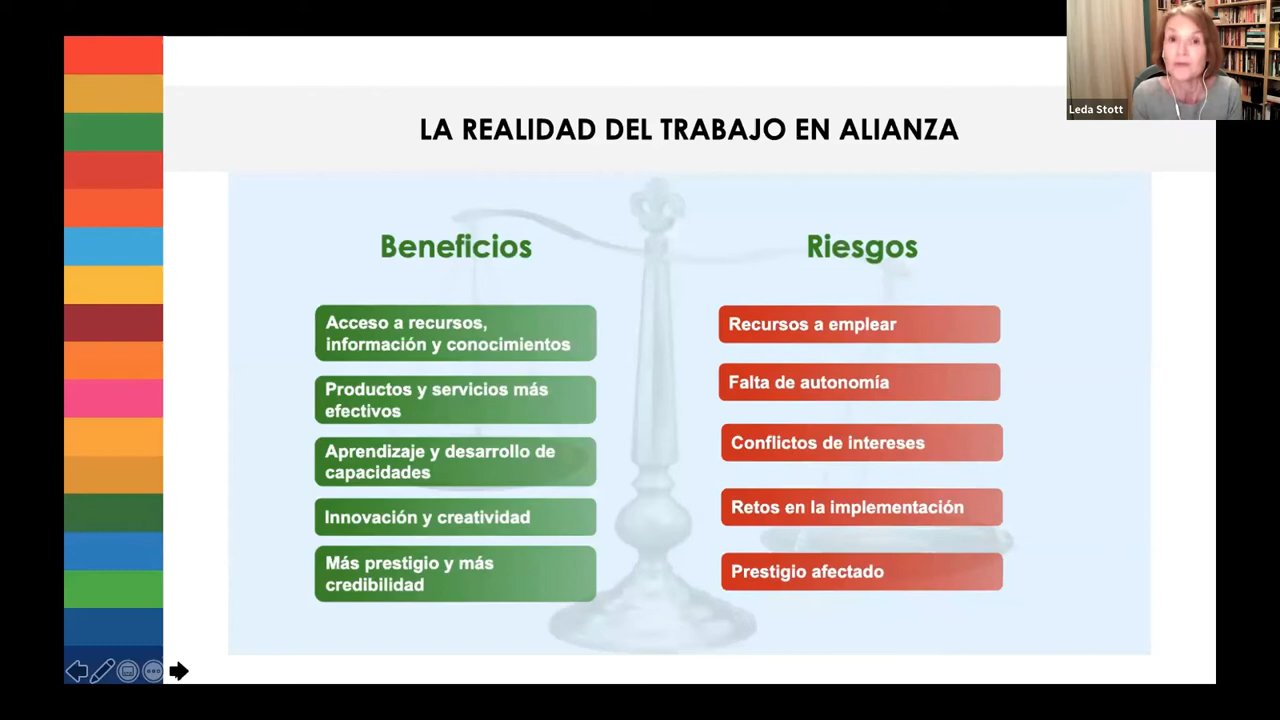 Leda Stott
LA REALIDAD DEL TRABAJO EN ALIANZA
Beneficios
Acceso a recursos,
información y conocimientos
Productos y servicios más
efectivos
Aprendizaje y desarrollo de
capacidades
Innovación y creatividad
Más prestigio y más
credibilidad
Riesgos
Recursos a emplear
Falta de autonomía
Conflictos de intereses
Retos en la implementación
Prestigio afectado